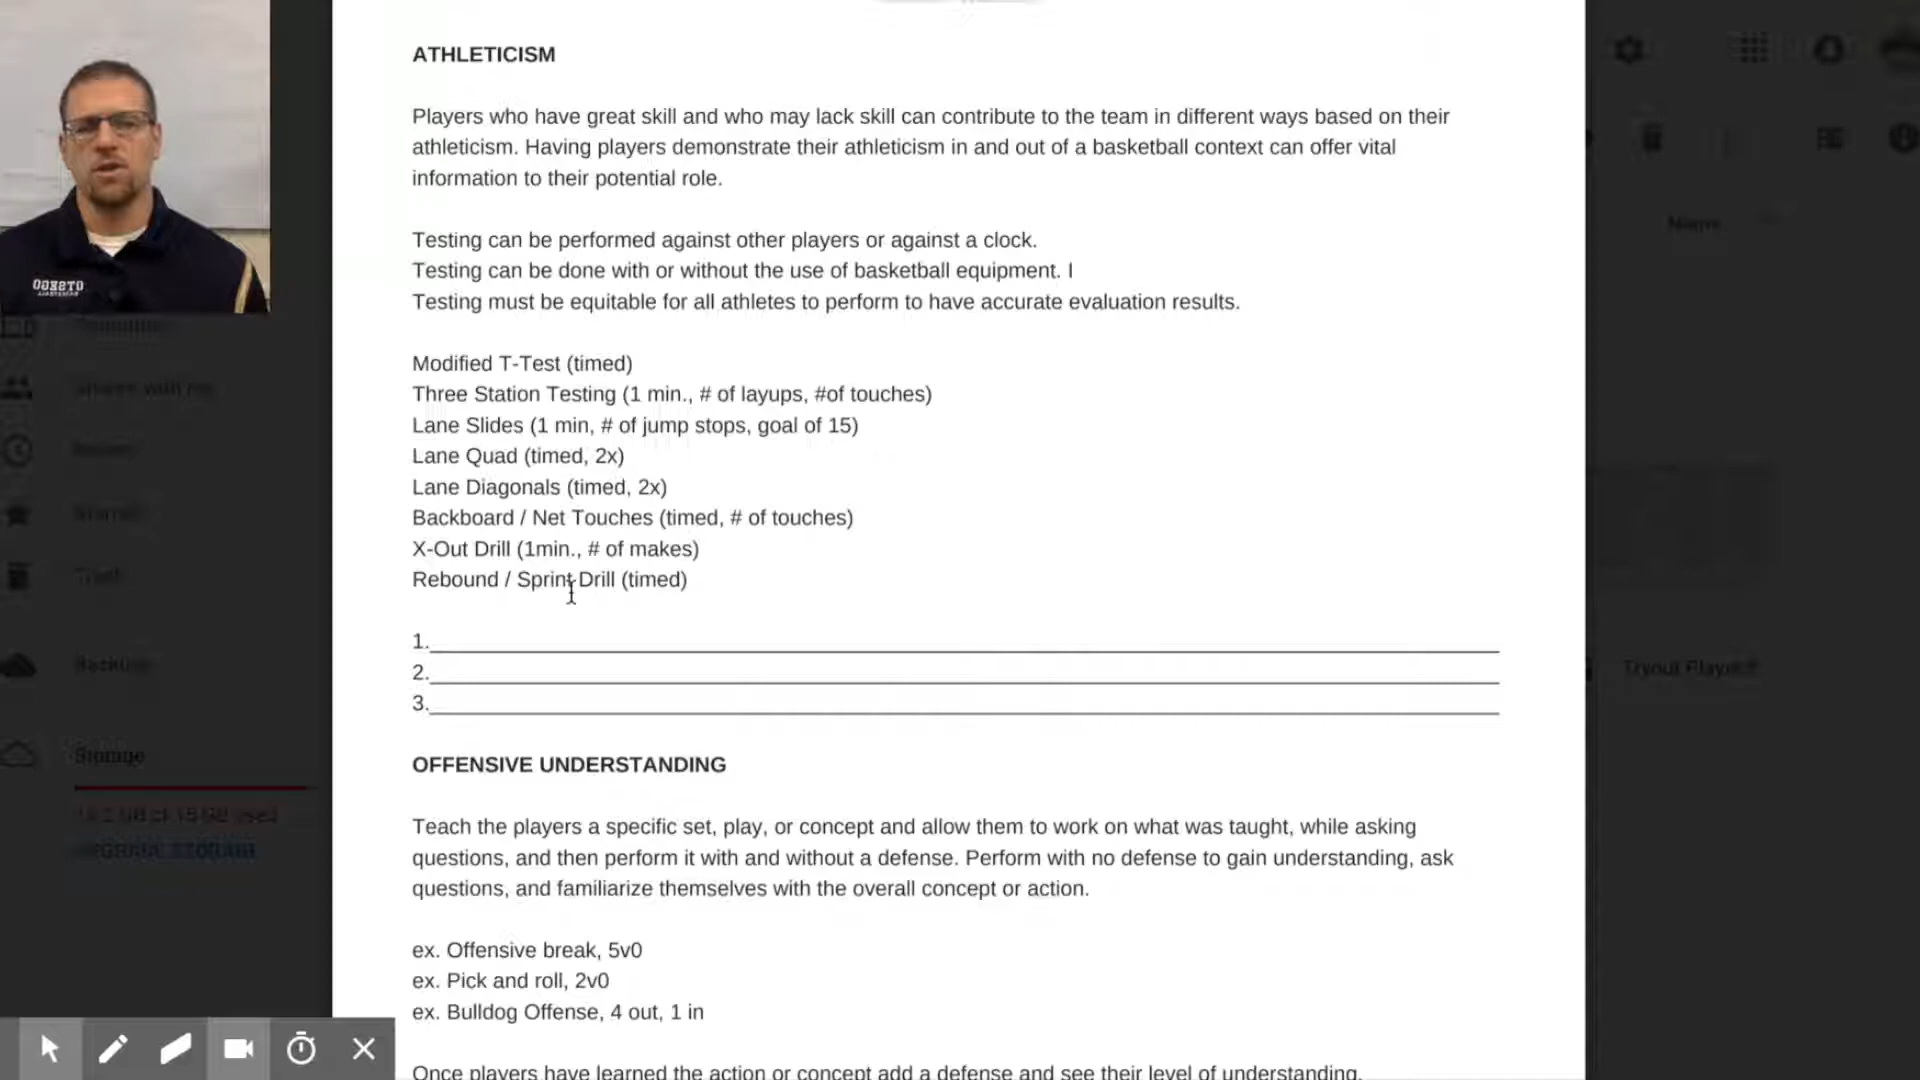 ATHLETICISM
Players who have great skill and who may lack skill can contribute to the team in different ways based on their
athleticism. Having players demonstrate their athleticism in and out of a basketball context can offer vital
information to their potential role.
Testing can be performed against other players or against a clock.
Testing can be done with or without the use of basketball equipment. I
Testing must be equitable for all athletes to perform to have accurate evaluation results.
Modified T-Test (timed)
Three Station Testing (1 min., # of layups, #of touches)
Lane Slides (1 min, # of jump stops, goal of 15)
Lane Quad (timed, 2x)
Lane Diagonals (timed, 2x)
Backboard / Net Touches (timed, # of touches)
X-Out Drill (1min., # of makes)
Rebound / Sprint Drill (timed)
1.
2.
3.
OFFENSIVE UNDERSTANDING
Teach the players a specific set, play, or concept and allow them to work on what was taught, while asking
questions, and then perform it with and without a defense. Perform with no defense to gain understanding, ask
questions, and familiarize themselves with the overall concept or action.
ex. Offensive break, 5v0
ex. Pick and roll, 2v0
ex. Bulldog Offense, 4 out, 1 in
Once players have learned the action or concept add a defense and see their level of understanding.
OTSEGO
Shared with me
Trash
Backups
Storage
UPGRADE STORAGE
Name